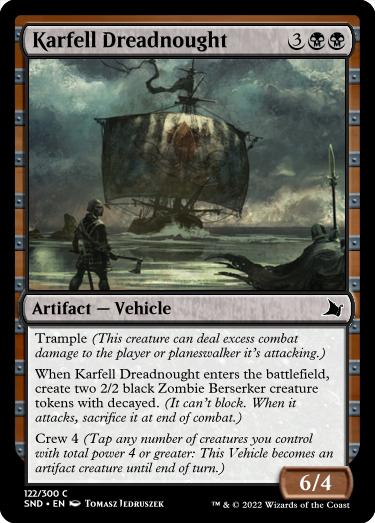 Karfell Dreadnought 3
Artifact — Vehicle
Trample (This creature can deal excess combat
damage to the player or planeswalker it's attacking.)
When Karfell Dreadnought enters the battlefield,
create two 2/2 black Zombie Berserker creature
tokens with decayed. (It can't block. When it
attacks, sacrifice it at end of combat.)
Crew 4 (Tap any number of creatures you control
with total power 4 or greater: This Vehicle becomes an
artifact creature until end of turn.)
6/4
122/300 C
SND • EN Tomasz Jedruszek
™ & © 2022 Wizards of the Coast